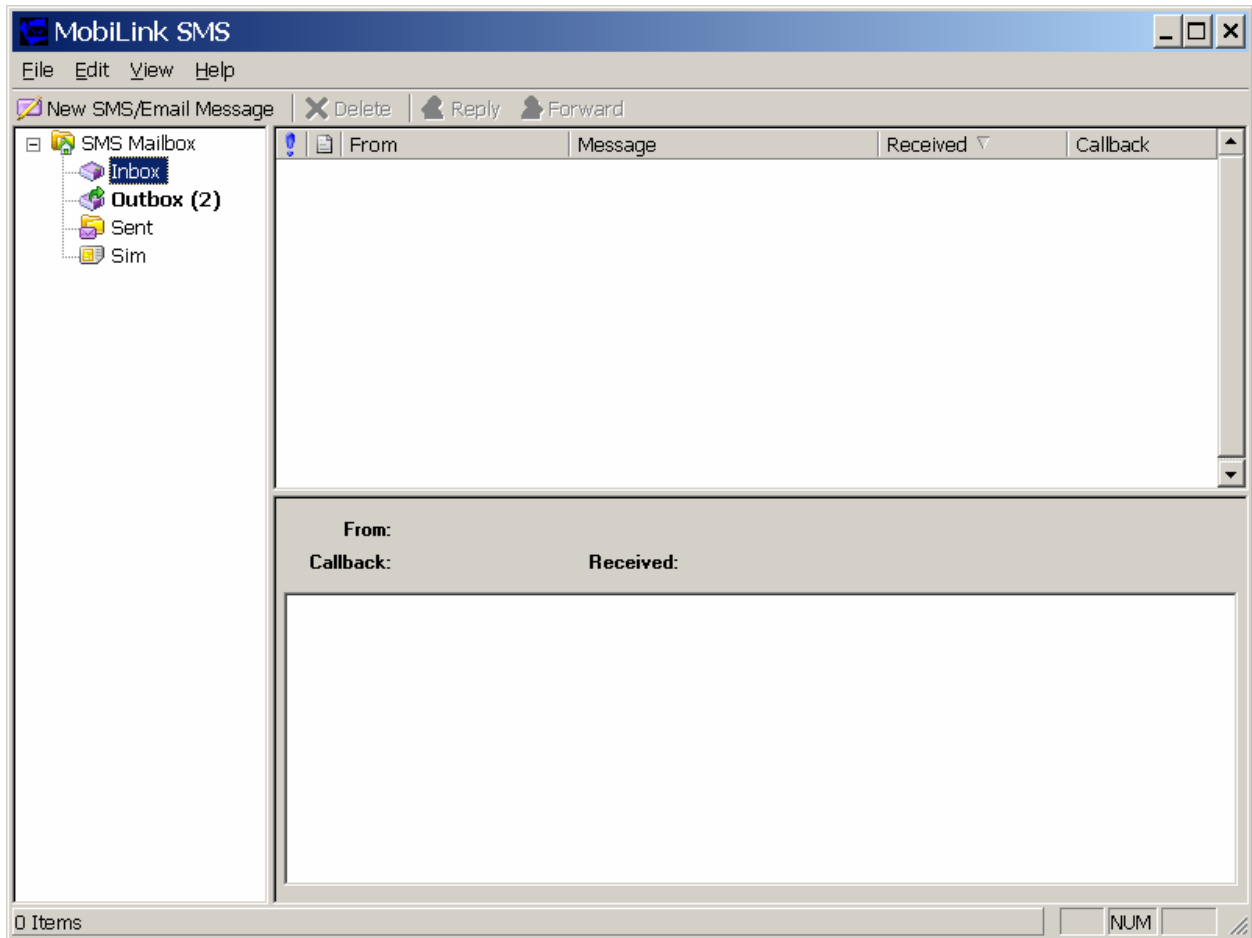 MobiLink SMS
File Edit View Help
New SMS/Email Message Delete Reply Forward
SMS Mailbox
Inbox
Outbox (2)
Sent
Sim
From Message Received Callback
From:
Callback: Received:
0 Items NUM